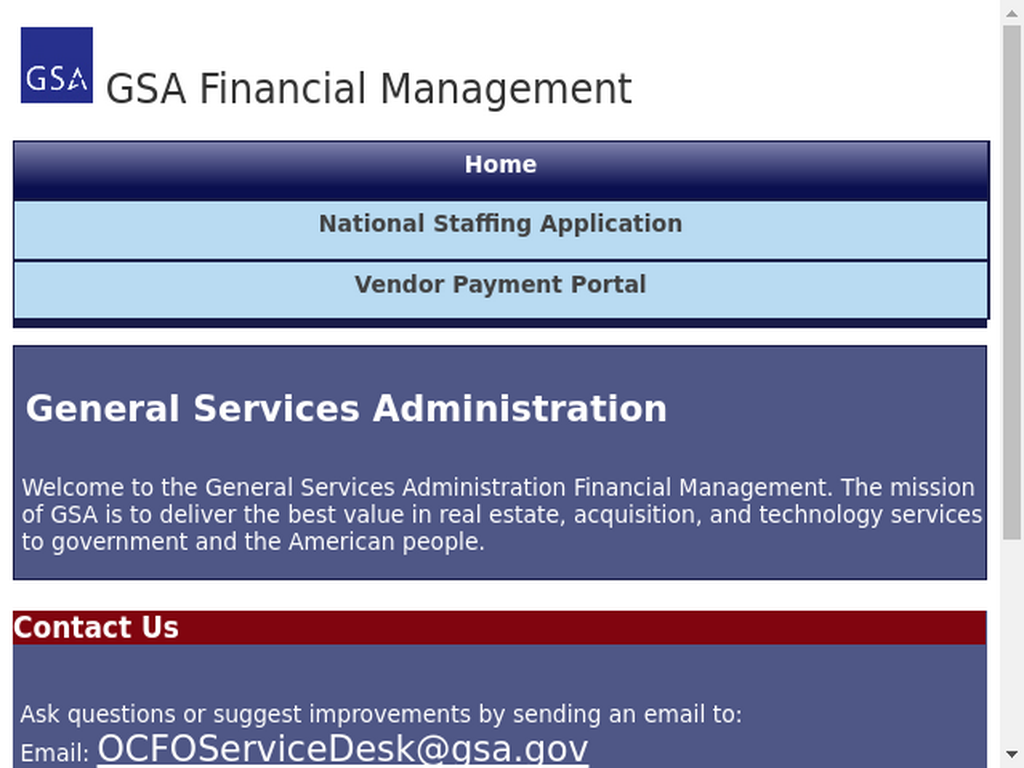 GSA
GSA Financial Management
Home
National Staffing Application
Vendor Payment Portal
General Services Administration
Welcome to the General Services Administration Financial Management. The mission
of GSA is to deliver the best value in real estate, acquisition, and technology services
to government and the American people.
Contact Us
Ask questions or suggest improvements by sending an email to:
Email: OCFOServiceDesk@gsa.gov